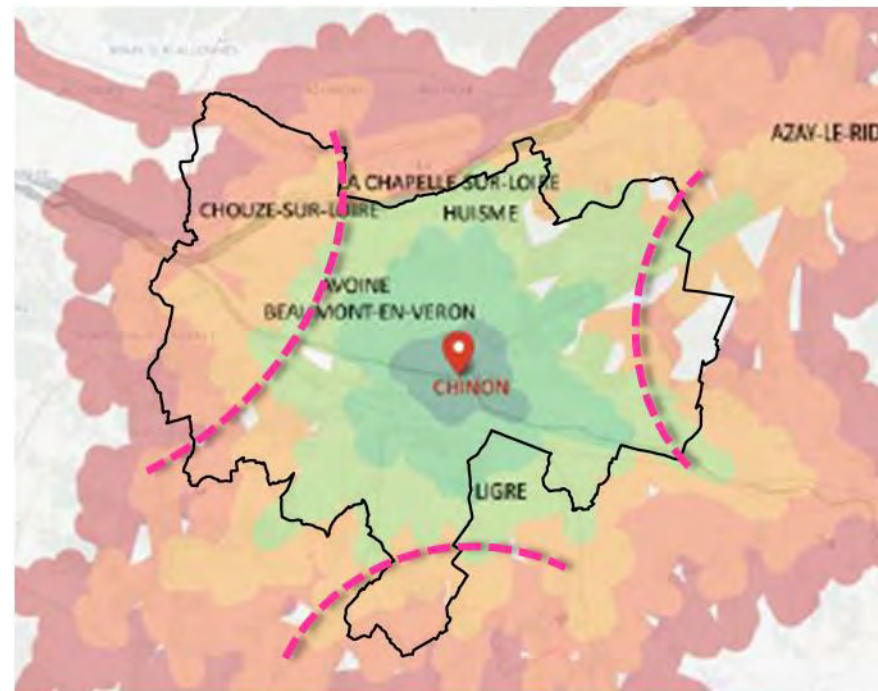 AZAY-LE-RID
LA CHAPELLE-SUR-LOIRE
CHOUZE-SUR-LOIRE
HUISME
AVOINE
BEAUMONT-EN-VERON
CHINON
LIGRE